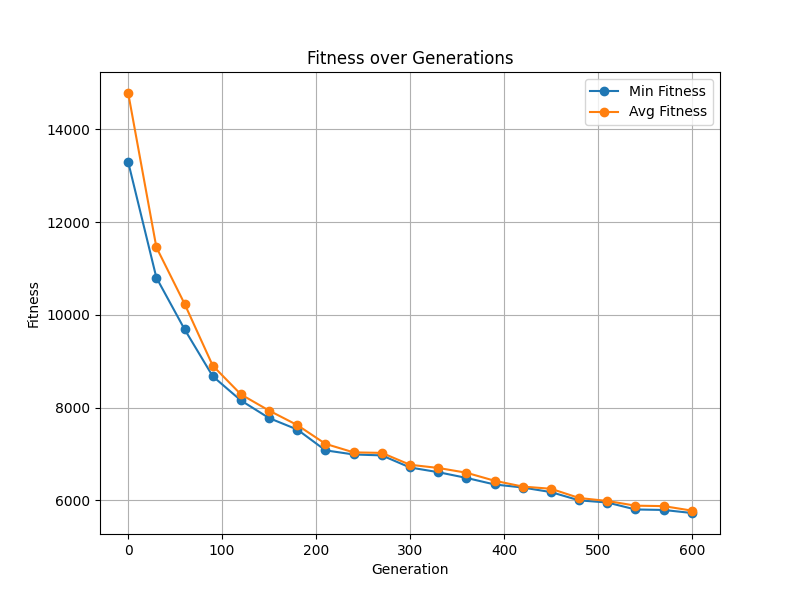 Fitness over Generations
Min Fitness
Avg Fitness
14000
12000
10000
8000
6000
Fitness
0 100 200 300 400 500 600
Generation